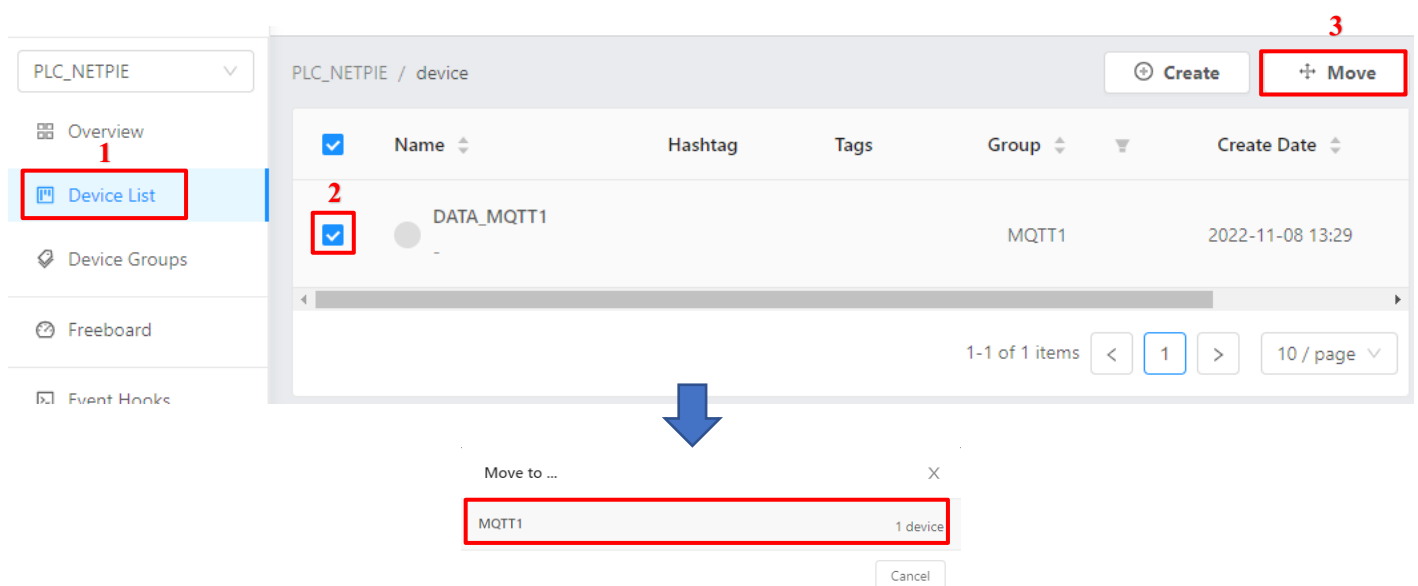 3
PLC_NETPIE
PLC_NETPIE / device
Create
Move
Overview
Name
Hashtag
Tags
Group
Create Date
1
Device List
2
DATA_MQTT1
-
MQTT1
2022-11-08 13:29
Device Groups
Freeboard
1-1 of 1 items
<
1
>
10 / page
Event Hooks
Move to ...
X
MQTT1
1 device
Cancel